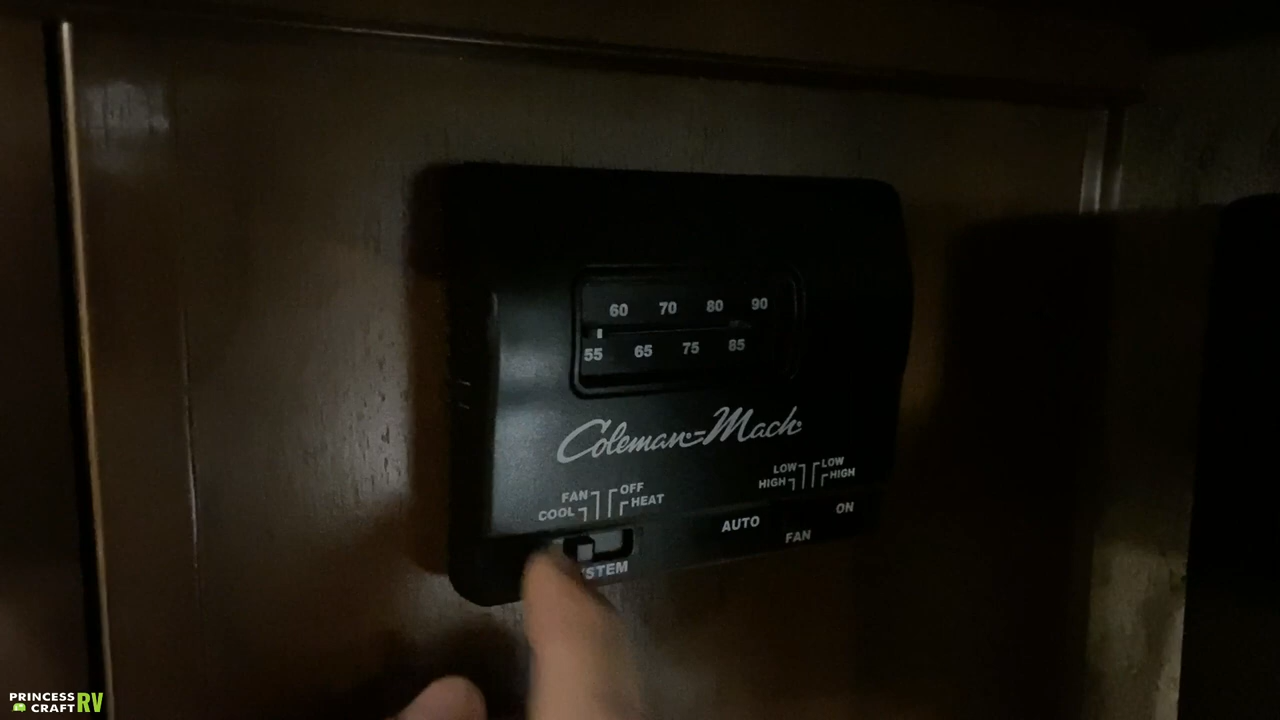 60 70 80 90
55 65 75 85
Coleman-Mach
LOW LOW
HIGH HIGH
FAN OFF
COOL HEAT
AUTO ON
FAN
STEM
PRINCESS
CRAFT RV